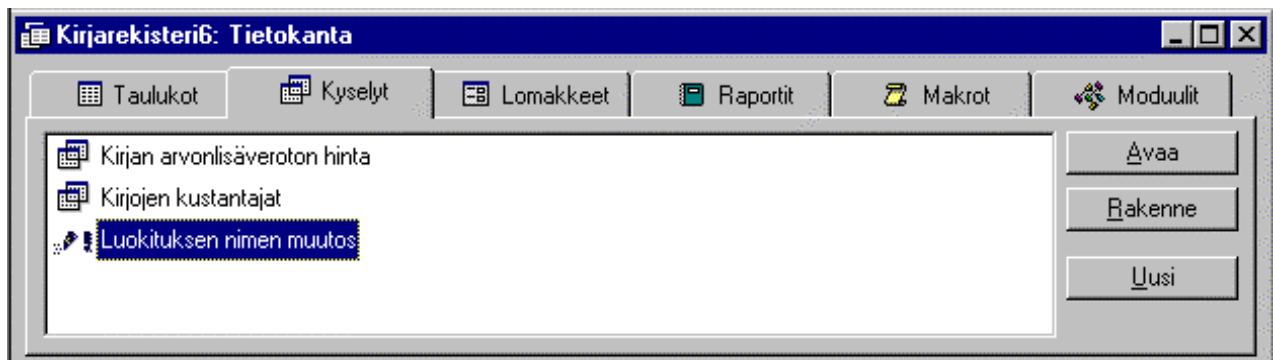 Kirjarekisteri6: Tietokanta
Taulukot Kyselyt Lomakkeet Raportit Makrot Moduulit
Kirjan arvonlisäveroton hinta
Kirjojen kustantajat
Luokituksen nimen muutos
Avaa
Rakenne
Uusi